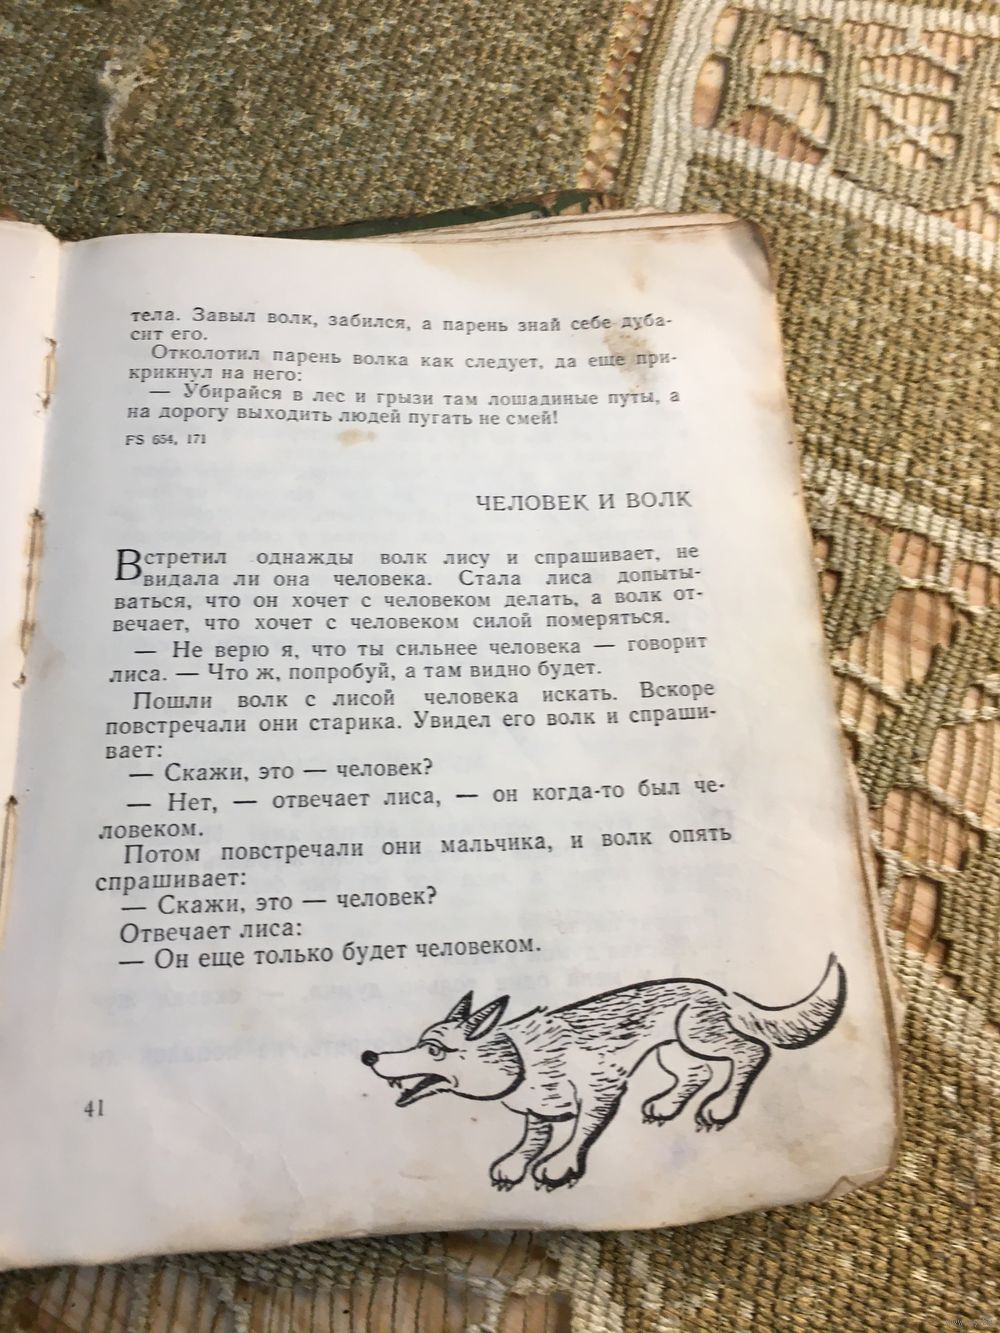 тела. Завыл волк, забился, а парень знай себе дуба-
сит его.
Отколотил парень волка как следует, да еще при-
крикнул на него:
— Убирайся в лес и грызи там лошадиные путы, а
на дорогу выходить людей пугать не смей!
FS 654, 171
ЧЕЛОВЕК И ВОЛК
Встретил однажды волк лису и спрашивает, не
видала ли она человека. Стала лиса допыты-
ваться, что он хочет с человеком делать, а волк от-
вечает, что хочет с человеком силой померяться.
— Не верю я, что ты сильнее человека — говорит
лиса. — Что ж, попробуй, а там видно будет.
Пошли волк с лисой человека искать. Вскоре
повстречали они старика. Увидел его волк и спраши-
вает:
— Скажи, это — человек?
— Нет, — отвечает лиса, — он когда-то был че-
ловеком.
Потом повстречали они мальчика, и волк опять
спрашивает:
— Скажи, это — человек?
Отвечает лиса:
— Он еще только будет человеком.
41